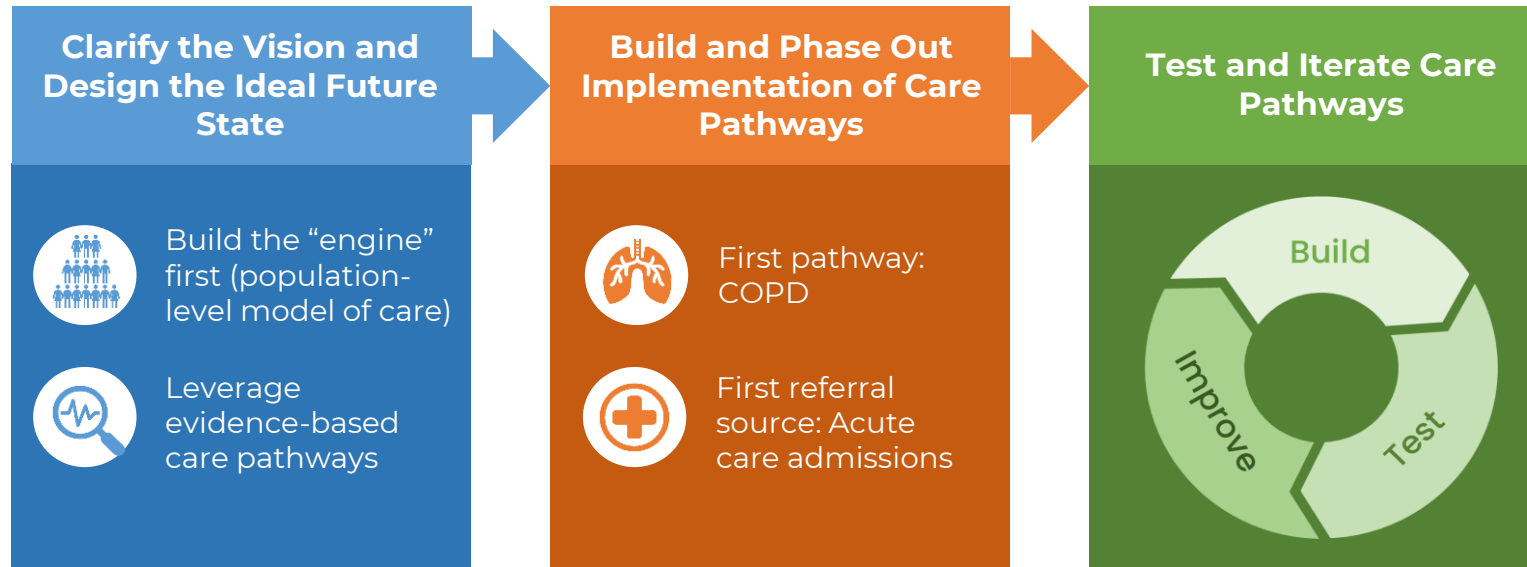 Clarify the Vision and
Design the Ideal Future
State
Build the “engine”
first (population-
level model of care)
Leverage
evidence-based
care pathways
Build and Phase Out
Implementation of Care
Pathways
First pathway:
COPD
First referral
source: Acute
care admissions
Test and Iterate Care
Pathways
Build
Test
Improve